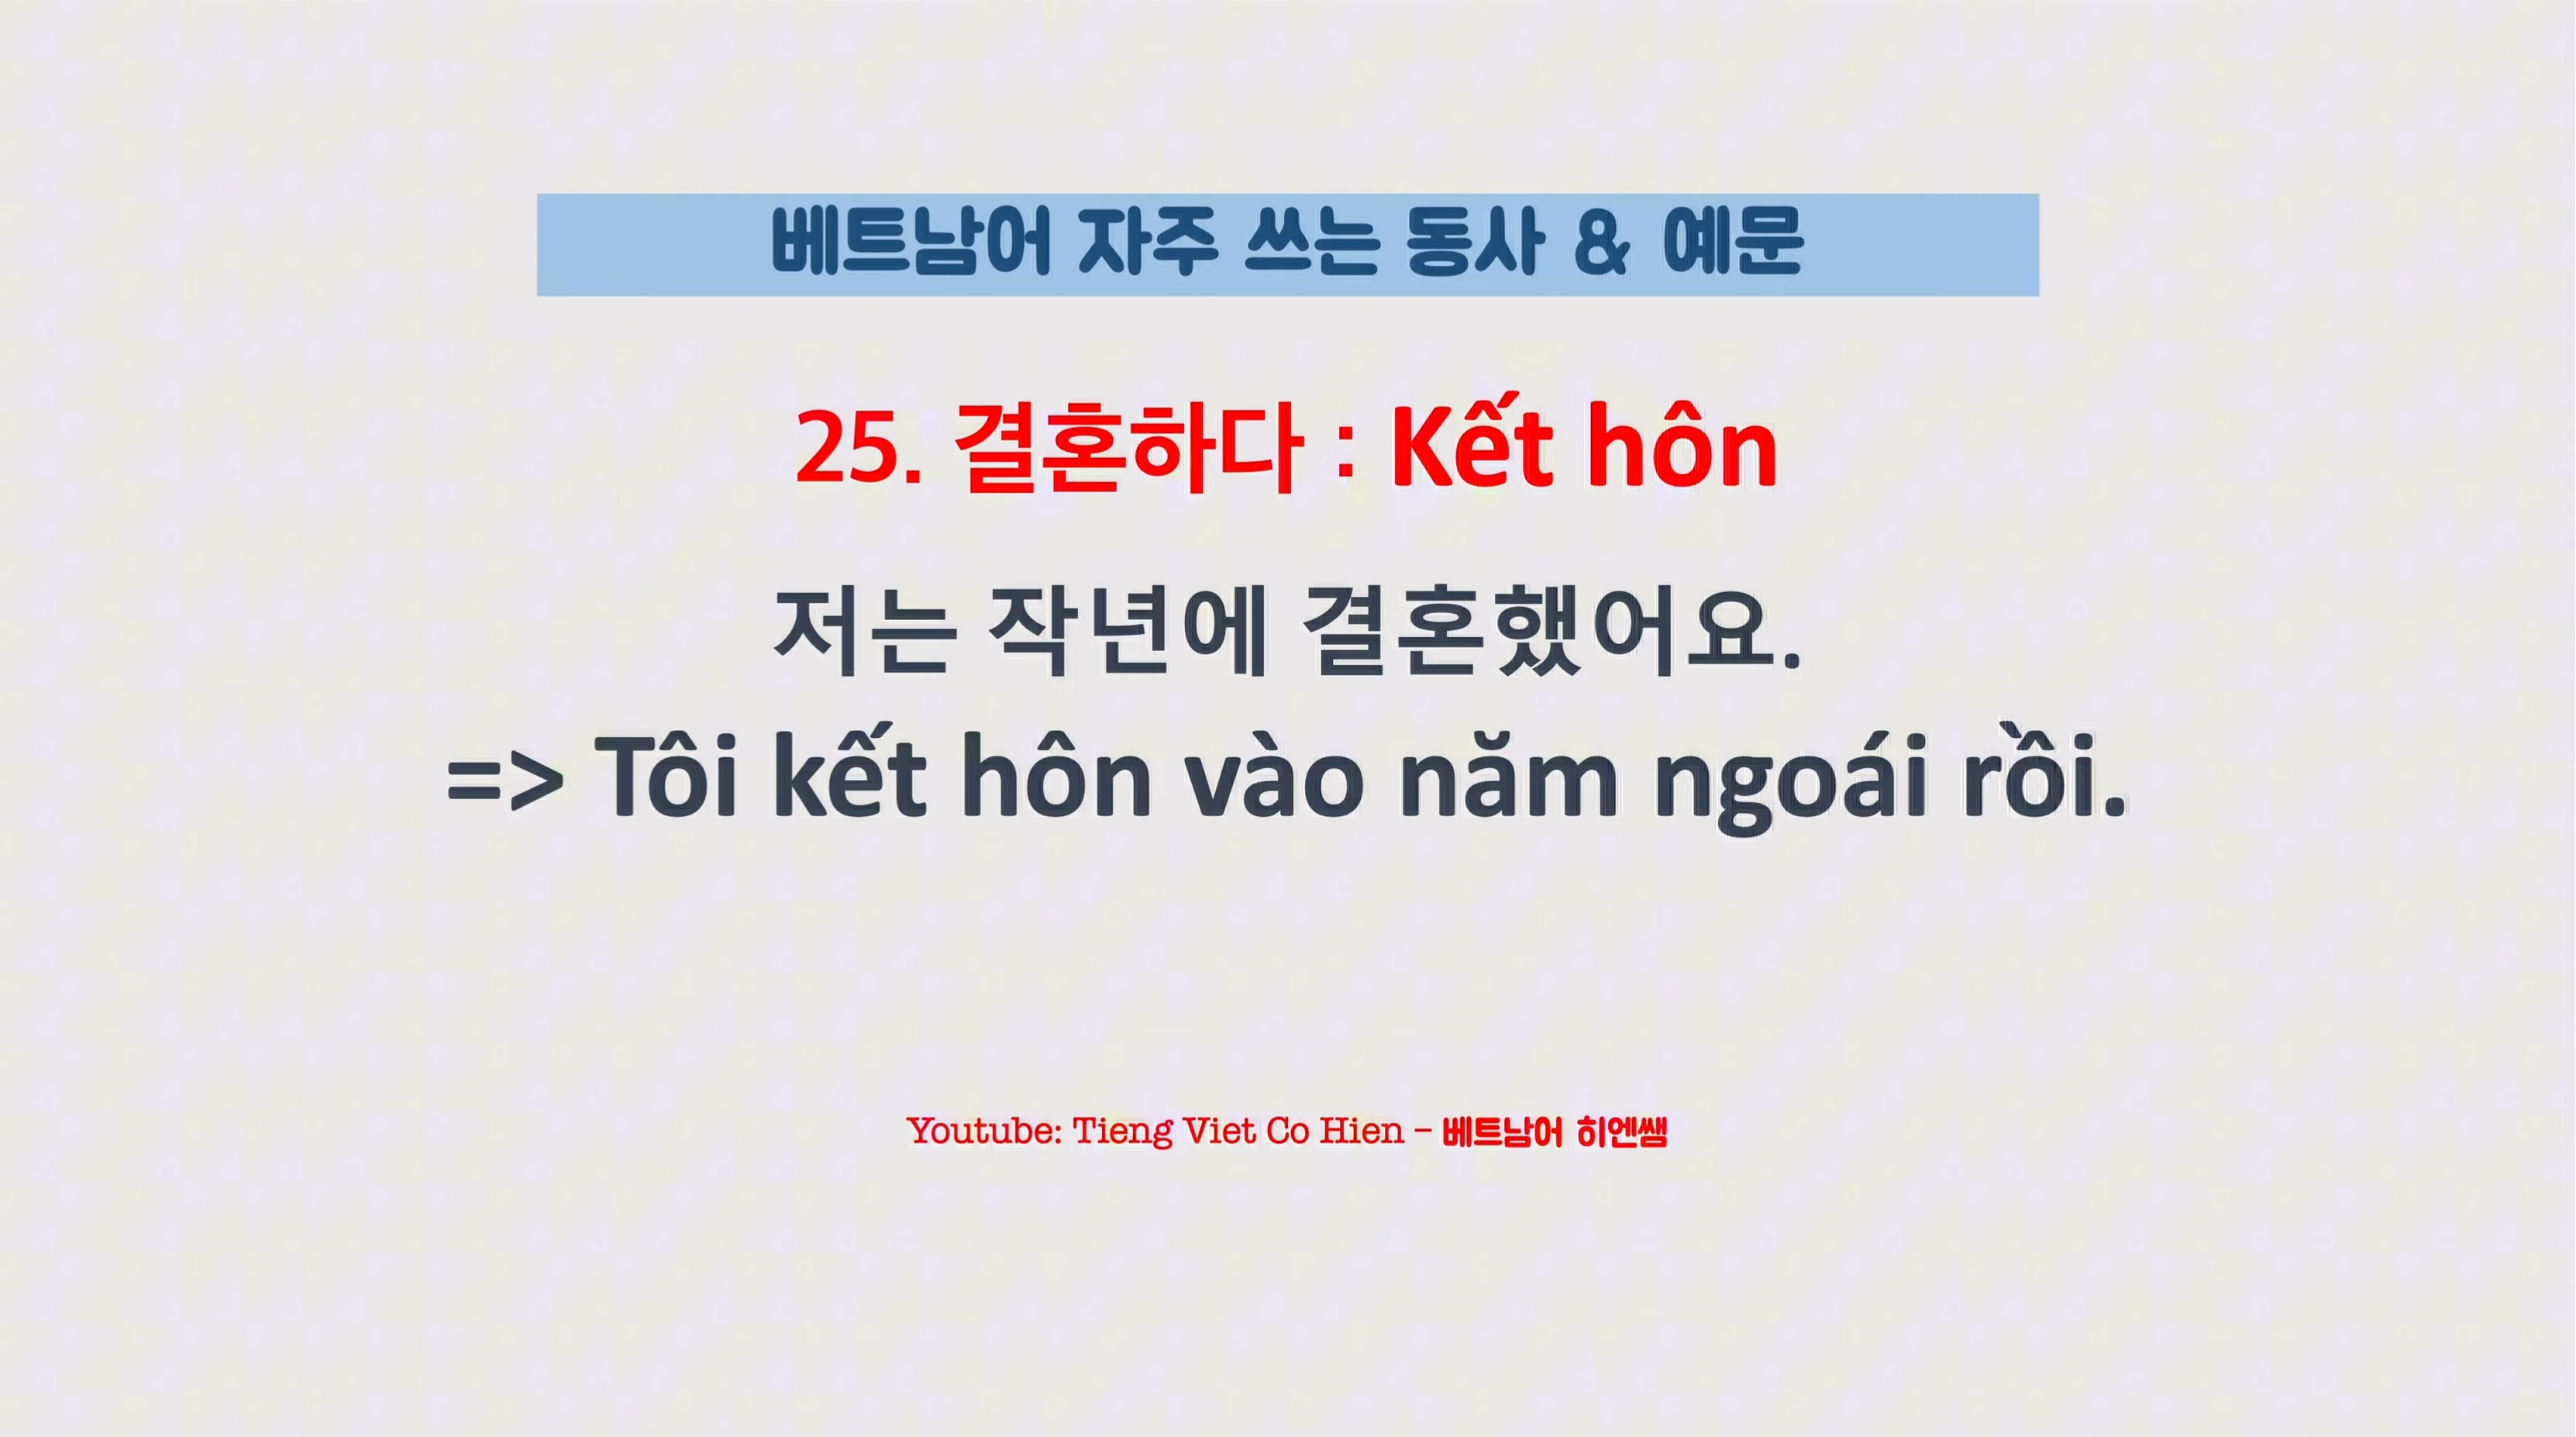 베트남어 자주 쓰는 동사 & 예문
25. 결혼하다 : Kết hôn
저는 작년에 결혼했어요.
=> Tôi kết hôn vào năm ngoái rồi.
Youtube: Tieng Viet Co Hien – 베트남어 히엔쌤